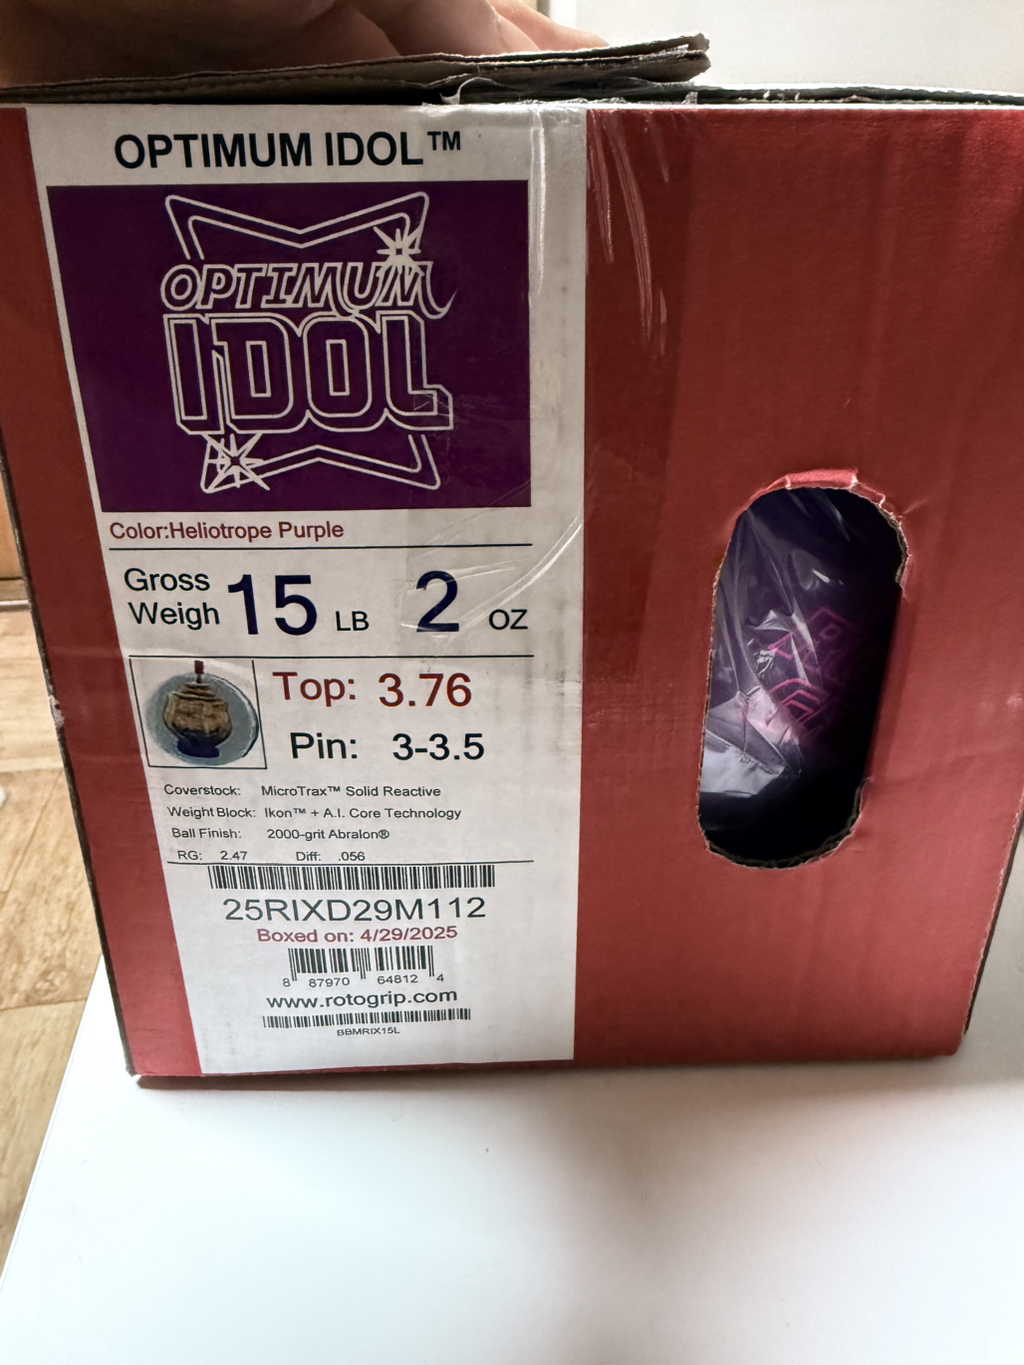 OPTIMUM IDOL™
OPTIMUM
IDOL
Color:Heliotrope Purple
Gross
Weigh 15 LB 2 OZ
Top: 3.76
Pin: 3-3.5
Coverstock: MicroTrax™ Solid Reactive
Weight Block: Ikon™ + A.I. Core Technology
Ball Finish: 2000-grit Abralon®
RG: 2.47 Diff: .056
25RIXD29M112
Boxed on: 4/29/2025
8 87970 64812 4
www.rotogrip.com
BBMRIX15L